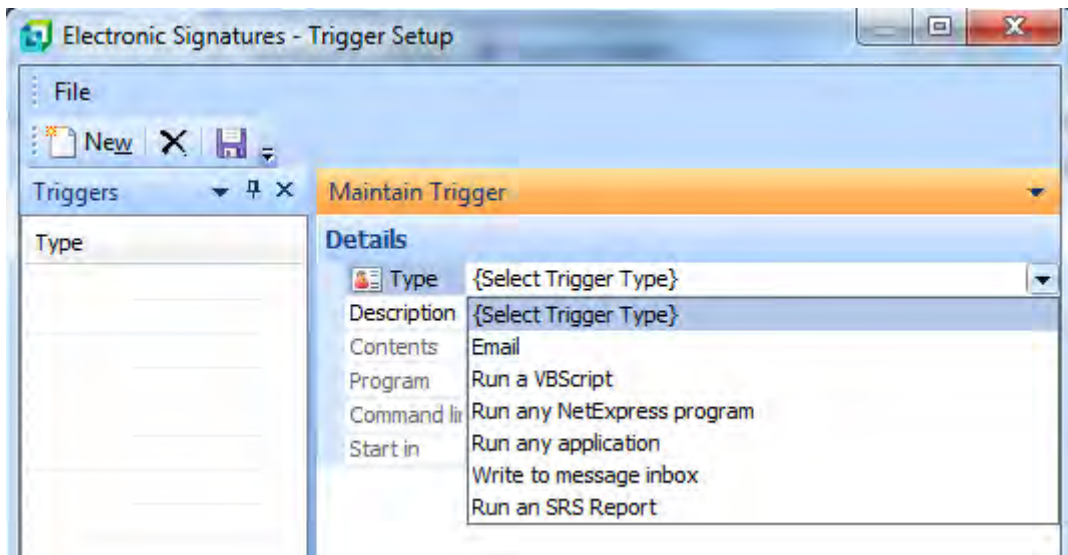 Electronic Signatures - Trigger Setup
File
New
Triggers
Maintain Trigger
Type
Details
Type {Select Trigger Type}
Description {Select Trigger Type}
Contents Email
Program Run a VBScript
Command Run any NetExpress program
Start in Run any application
Write to message inbox
Run an SRS Report